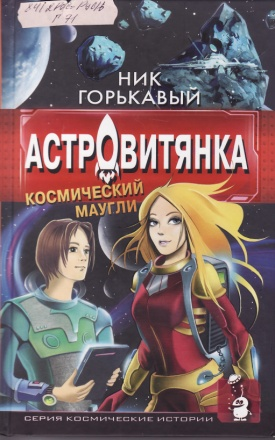 НИК
ГОРЬКАВЫЙ
АСТРОВИТЯНКА
КОСМИЧЕСКИЙ
МАУГЛИ
СЕРИЯ КОСМИЧЕСКИЕ ИСТОРИИ